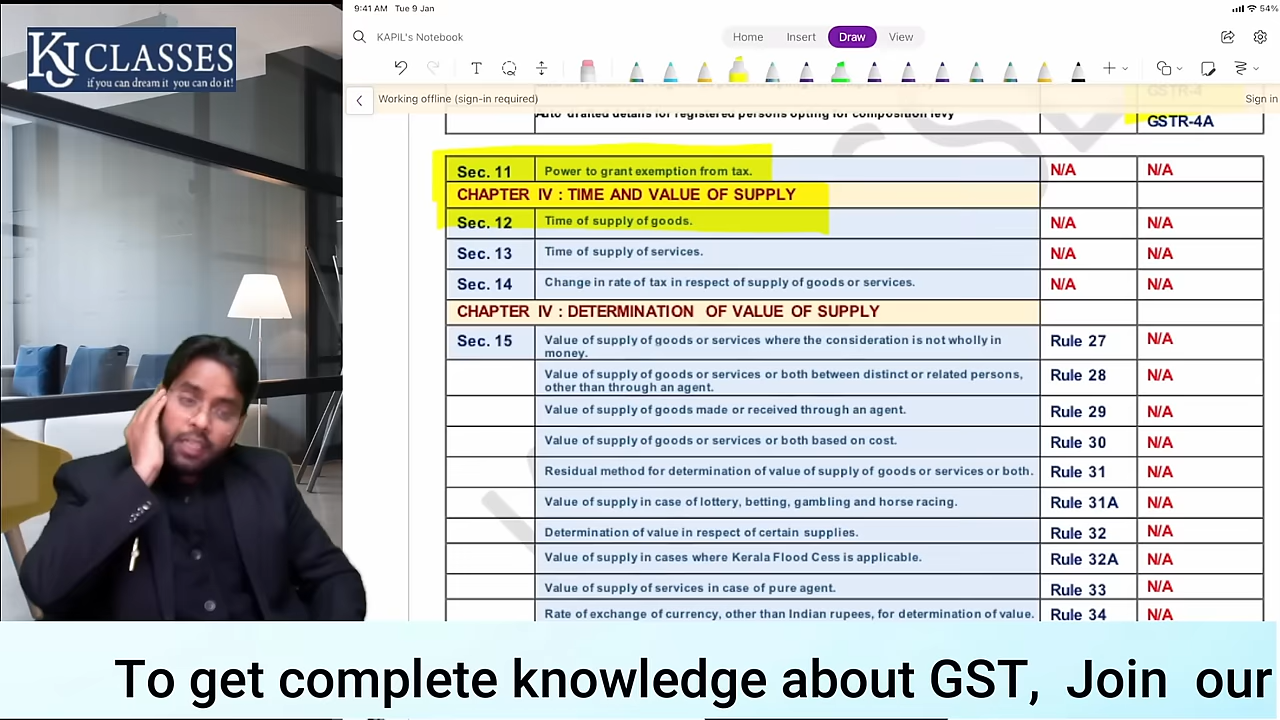 KJ CLASSES
if you can dream it you can do it!
9:41 AM Tue 9 Jan
54%
KAPIL's Notebook
Home Insert Draw View
Working offline (sign-in required)
Sign in
GSTR-4
Auto drafted details for registered persons opting for composition levy
GSTR-4A
Sec. 11 Power to grant exemption from tax. N/A N/A
CHAPTER IV : TIME AND VALUE OF SUPPLY
Sec. 12 Time of supply of goods. N/A N/A
Sec. 13 Time of supply of services. N/A N/A
Sec. 14 Change in rate of tax in respect of supply of goods or services. N/A N/A
CHAPTER IV : DETERMINATION OF VALUE OF SUPPLY
Sec. 15 Value of supply of goods or services where the consideration is not wholly in Rule 27 N/A
money.
Value of supply of goods or services or both between distinct or related persons, Rule 28 N/A
other than through an agent.
Value of supply of goods made or received through an agent. Rule 29 N/A
Value of supply of goods or services or both based on cost. Rule 30 N/A
Residual method for determination of value of supply of goods or services or both. Rule 31 N/A
Value of supply in case of lottery, betting, gambling and horse racing. Rule 31A N/A
Determination of value in respect of certain supplies. Rule 32 N/A
Value of supply in cases where Kerala Flood Cess is applicable. Rule 32A N/A
Value of supply of services in case of pure agent. Rule 33 N/A
Rate of exchange of currency, other than Indian rupees, for determination of value. Rule 34 N/A
To get complete knowledge about GST, Join our